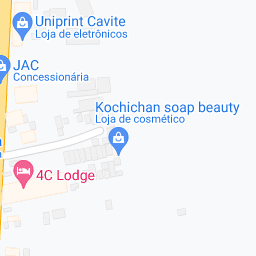 Uniprint Cavite
Loja de eletrônicos
JAC
Concessionária
Kochichan soap beauty
Loja de cosmético
4C Lodge